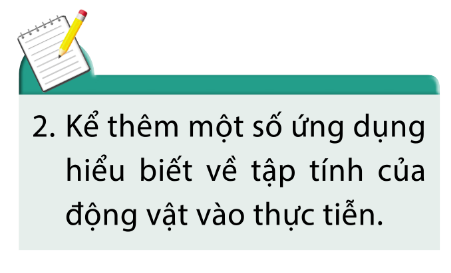 2. Kể thêm một số ứng dụng
hiểu biết về tập tính của
động vật vào thực tiễn.